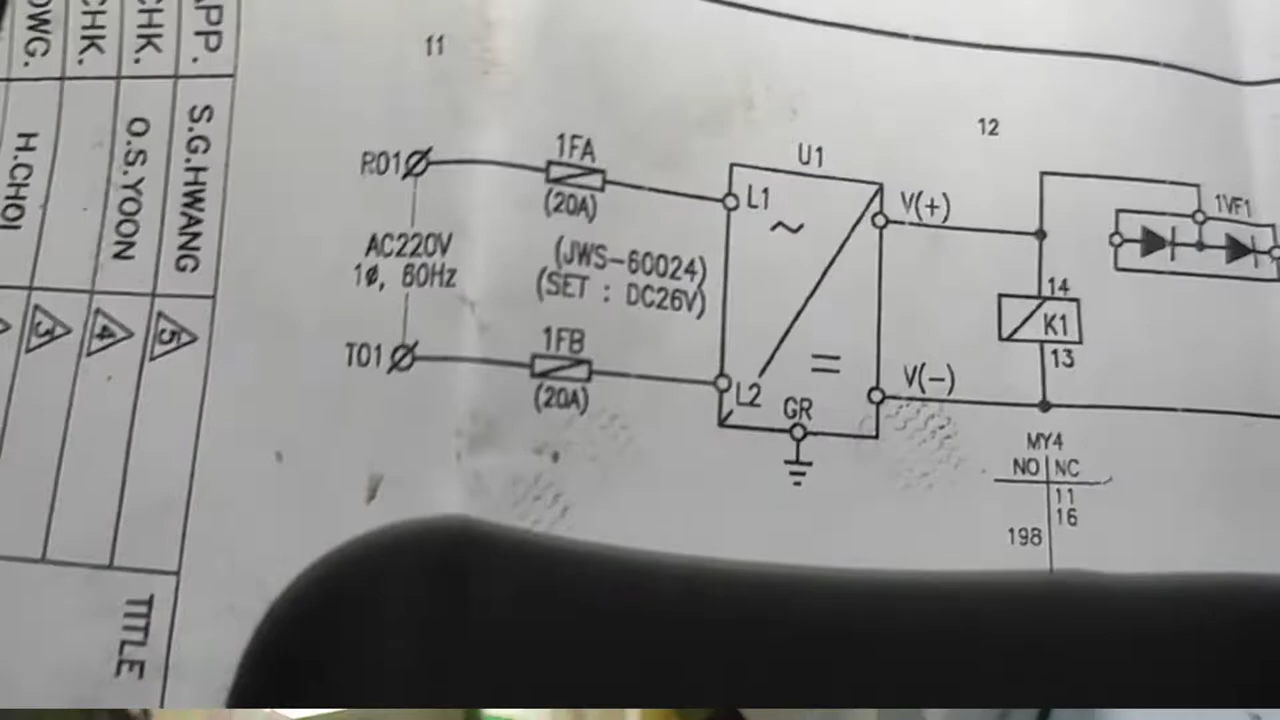 PP.
S.G.HWANG
5
CHK.
O.S.YOON
4
TITLE
CHK.
3
DWG.
H.CHOI
11
12
R01
1FA
(20A)
AC220V
1ø, 60Hz
(JWS-60024)
(SET : DC26V)
T01
1FB
(20A)
U1
L1
~
L2
=
GR
V(+)
V(-)
1VF1
14
K1
13
MY4
NO NC
11
16
198